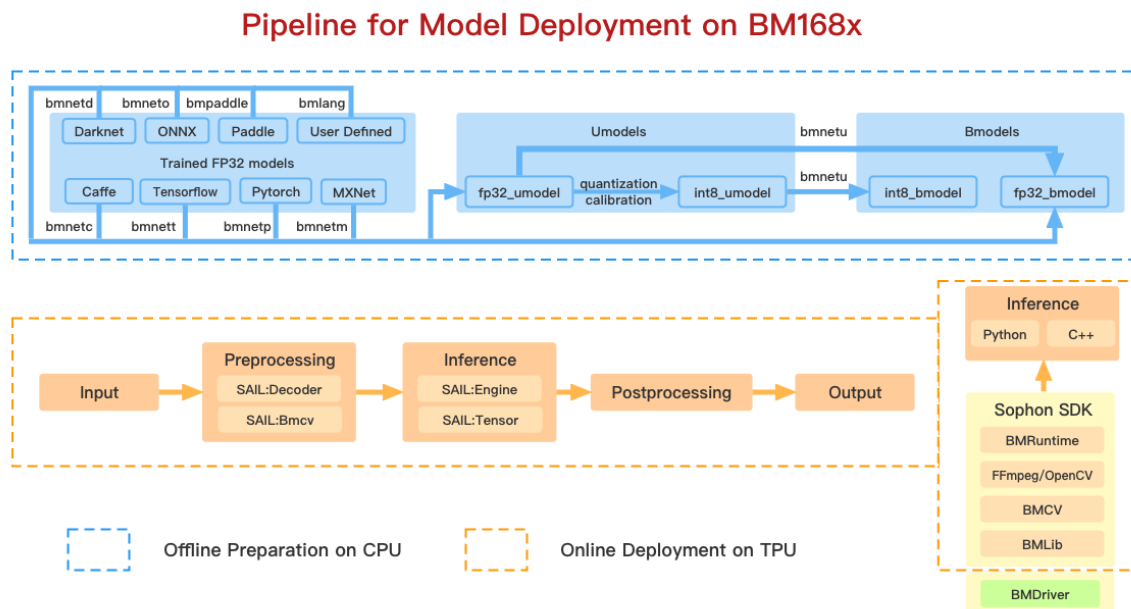 Pipeline for Model Deployment on BM168x
bmnetd
bmneto
bmpaddle
bmlang
Darknet
ONNX
Paddle
User Defined
Trained FP32 models
Caffe
Tensorflow
Pytorch
MXNet
bmnetc
bmnett
bmnetp
bmnetm
Umodels
bmnetu
Bmodels
fp32_umodel
quantization
calibration
int8_umodel
bmnetu
int8_bmodel
fp32_bmodel
Input
Preprocessing
SAIL:Decoder
SAIL:Bmcv
Inference
SAIL:Engine
SAIL:Tensor
Postprocessing
Output
Inference
Python
C++
Sophon SDK
BMRuntime
FFmpeg/OpenCV
BMCV
BMLib
BMDriver
Offline Preparation on CPU
Online Deployment on TPU